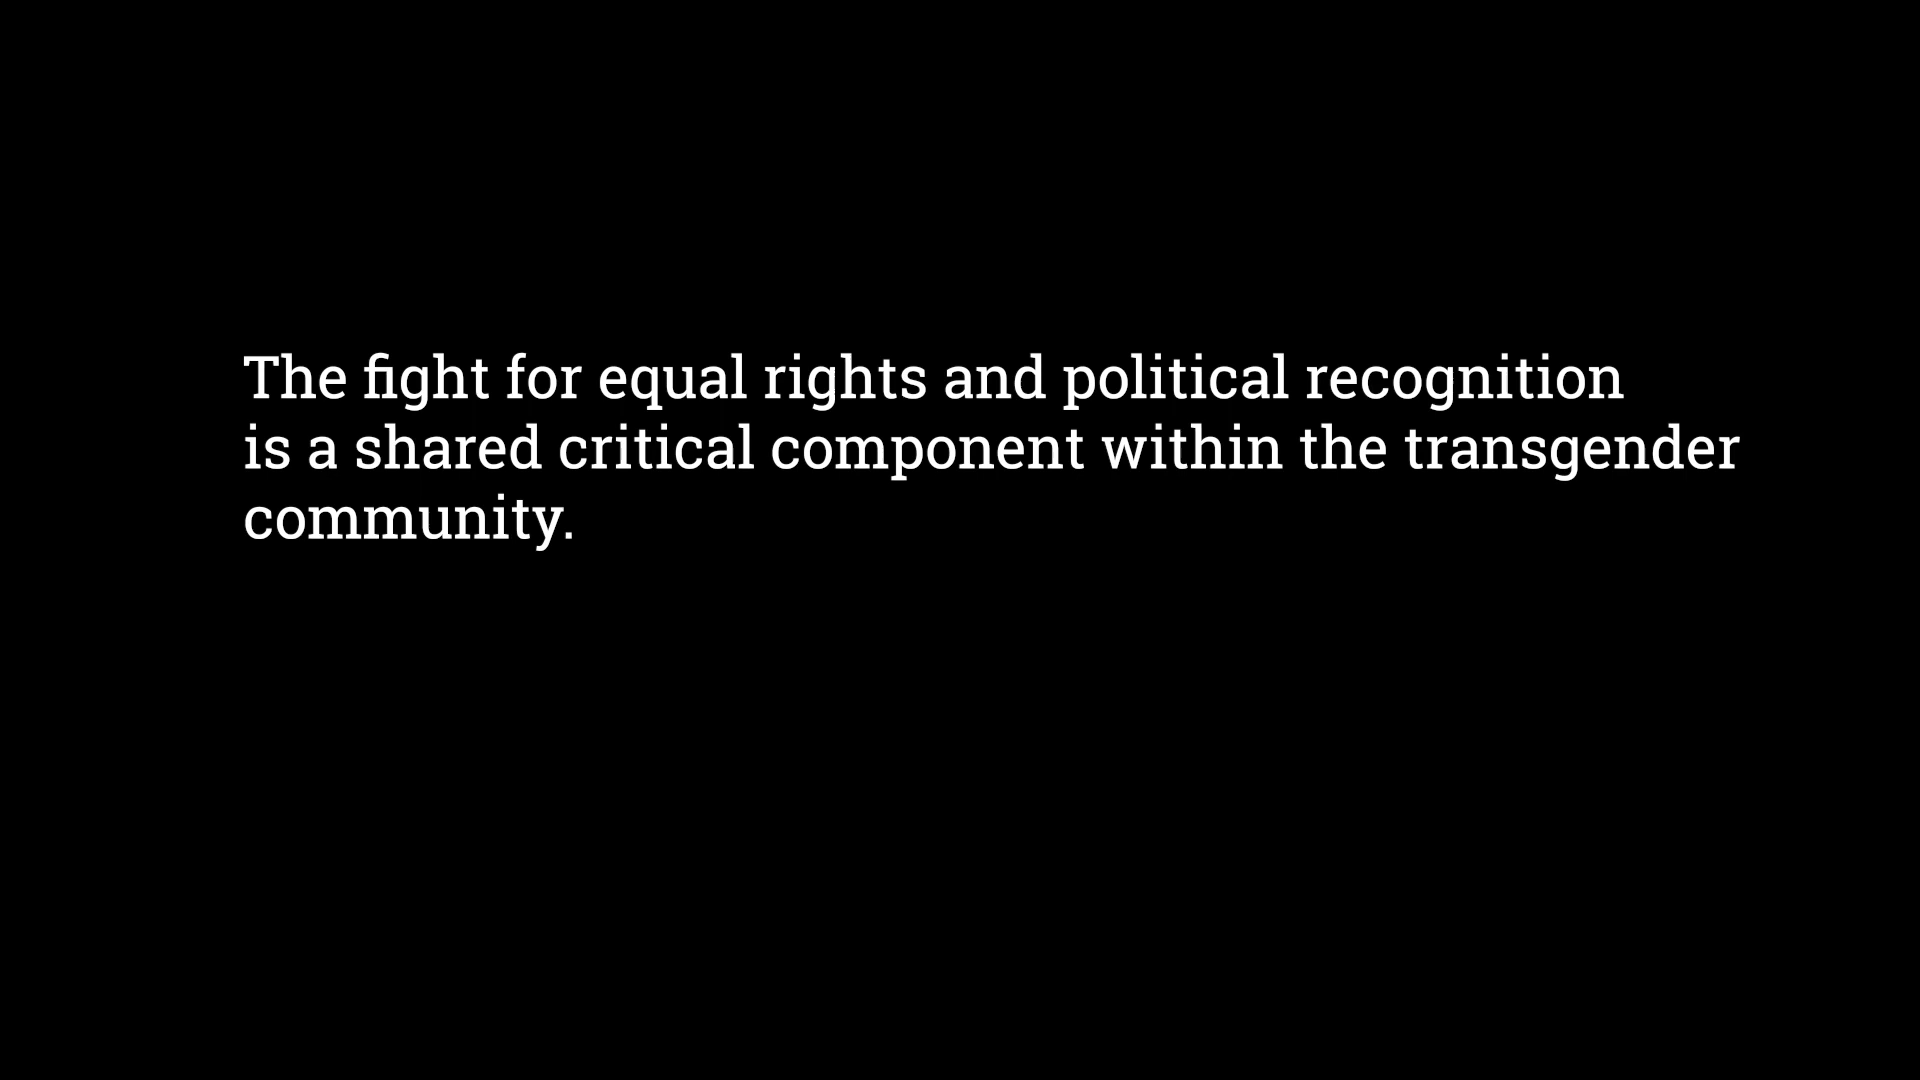 The fight for equal rights and political recognition
is a shared critical component within the transgender
community.